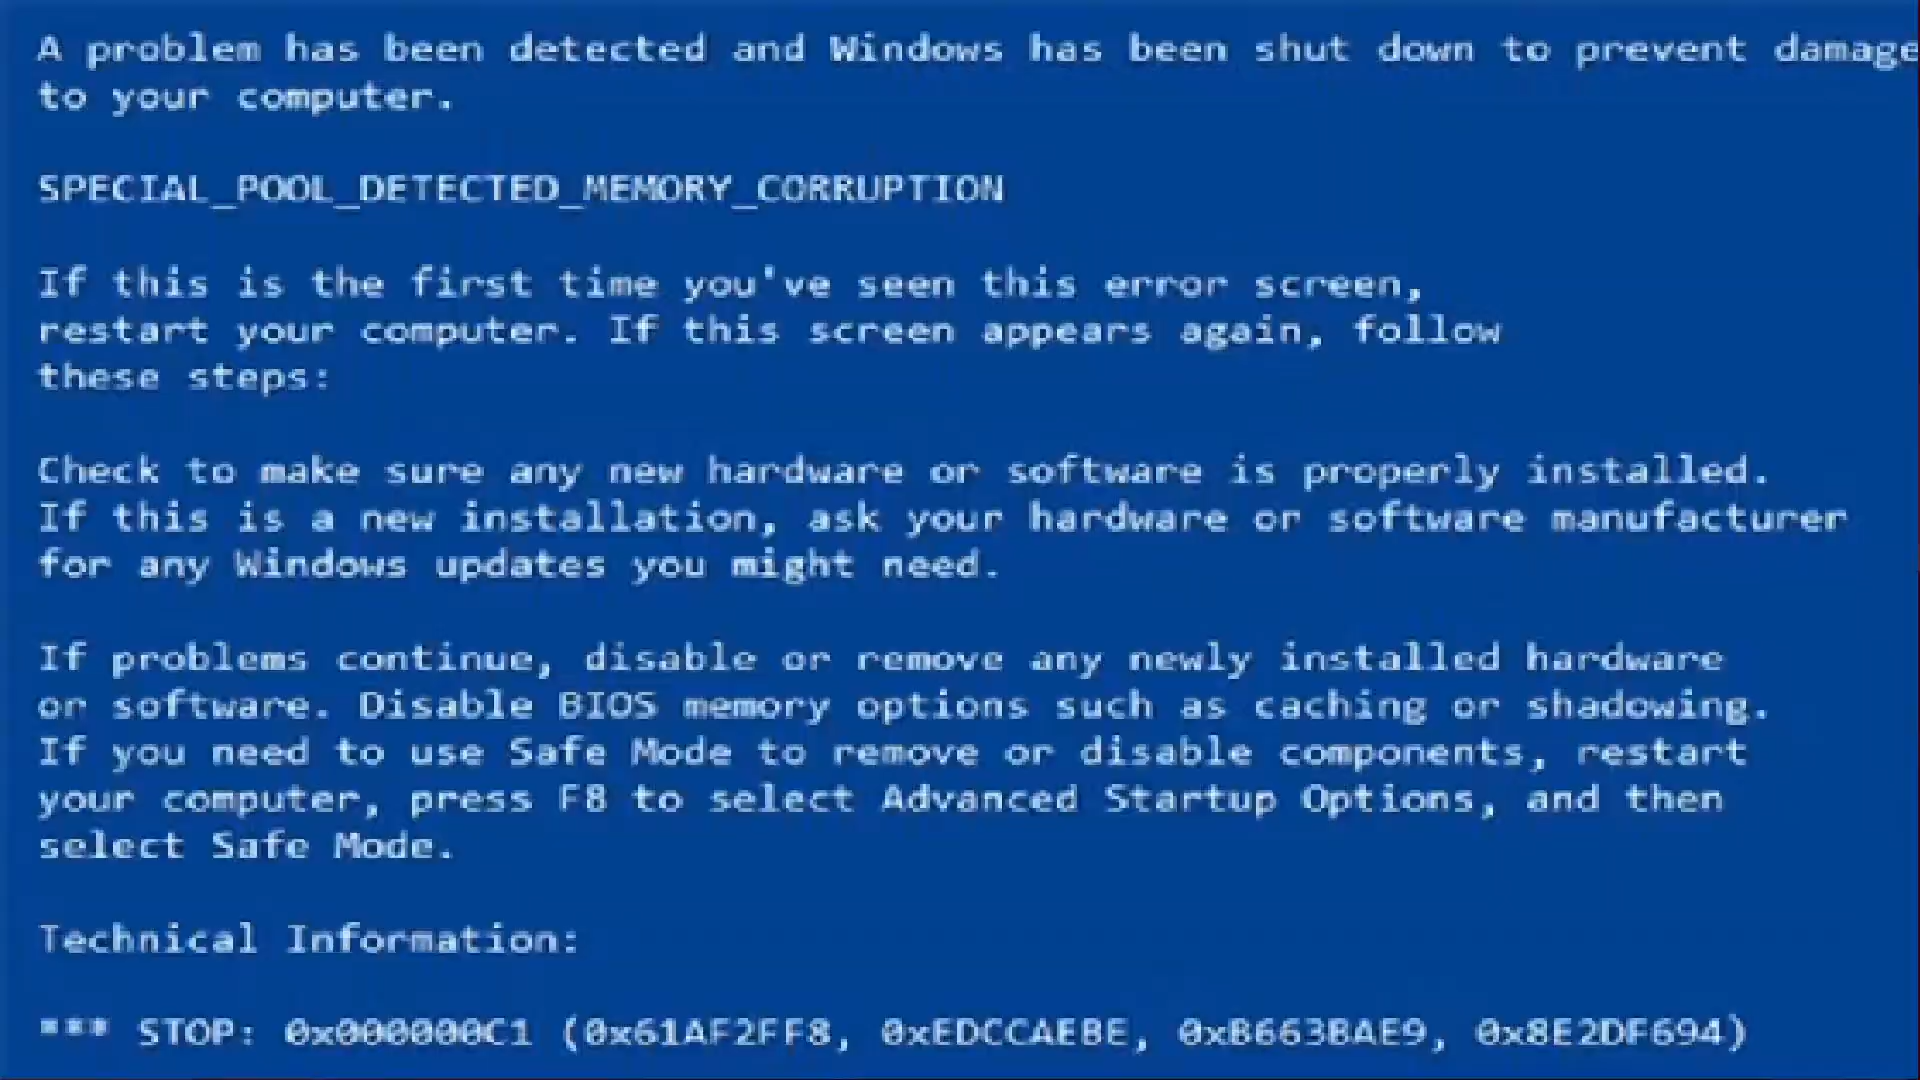 A problem has been detected and Windows has been shut down to prevent damage
to your computer.
SPECIAL_POOL_DETECTED_MEMORY_CORRUPTION
If this is the first time you've seen this error screen,
restart your computer. If this screen appears again, follow
these steps:
Check to make sure any new hardware or software is properly installed.
If this is a new installation, ask your hardware or software manufacturer
for any Windows updates you might need.
If problems continue, disable or remove any newly installed hardware
or software. Disable BIOS memory options such as caching or shadowing.
If you need to use Safe Mode to remove or disable components, restart
your computer, press F8 to select Advanced Startup Options, and then
select Safe Mode.
Technical Information:
*** STOP: 0x000000C1 (0x61AF2FF8, 0xEDCCAEBE, 0xB663BAE9, 0x8E2DF694)